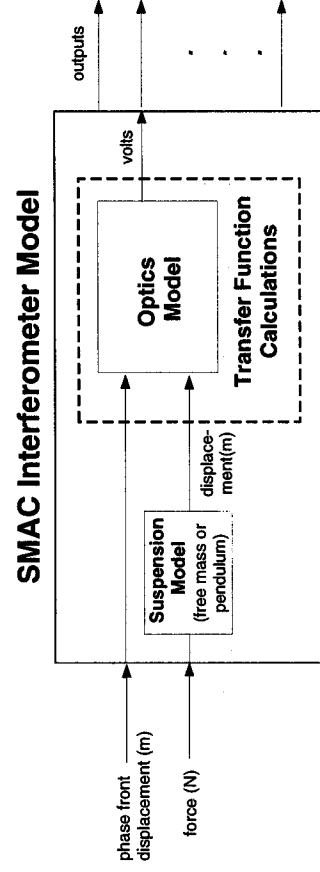 SMAC Interferometer Model
phase front
displacement (m)
force (N)
Suspension
Model
(free mass or
pendulum)
displace-
ment(m)
Optics
Model
Transfer Function
Calculations
volts
outputs